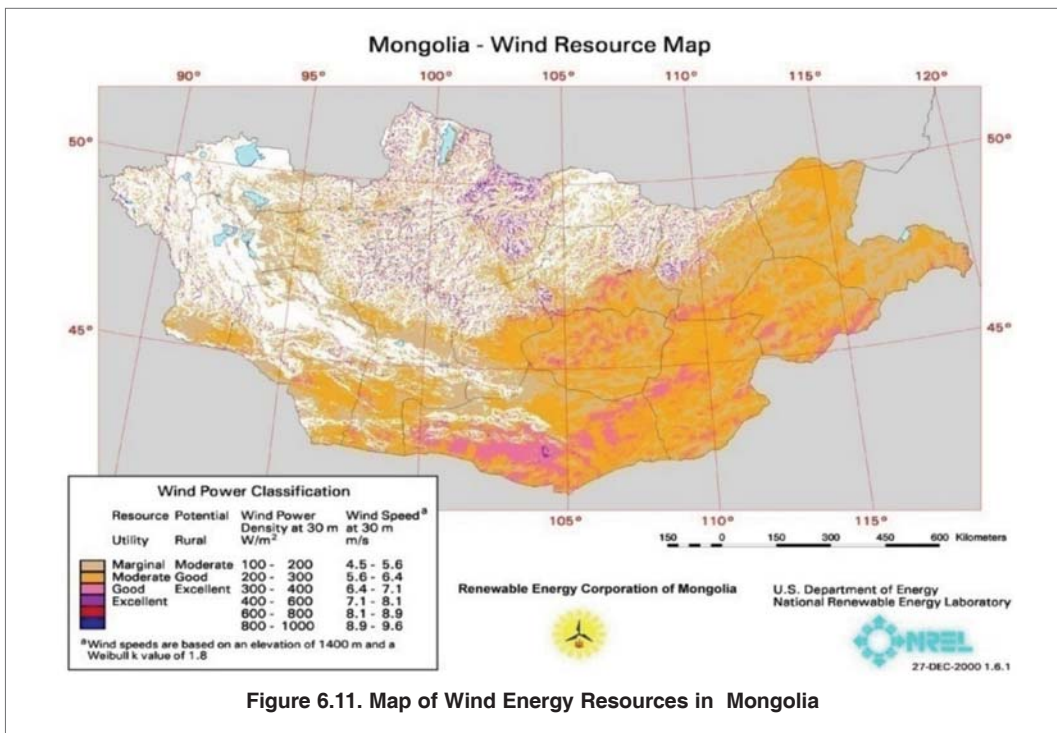 Mongolia - Wind Resource Map
90° 95° 100° 105° 110° 115° 120°
50° 50°
45° 45°
105° 110° 115°
Wind Power Classification
Resource Potential Wind Power Wind Speed a
Density at 30 m at 30 m
Utility Rural W/m2 m/s
Marginal Moderate 100 - 200 4.5 - 5.6
Moderate Good 200 - 300 5.6 - 6.4
Good Excellent 300 - 400 6.4 - 7.1
Excellent 400 - 600 7.1 - 8.1
600 - 800 8.1 - 8.9
800 - 1000 8.9 - 9.6
a Wind speeds are based on an elevation of 1400 m and a
Weibull k value of 1.8
150 0 150 300 450 600 Kilometers
Renewable Energy Corporation of Mongolia
U.S. Department of Energy
National Renewable Energy Laboratory
NREL
27-DEC-2000 1.6.1
Figure 6.11. Map of Wind Energy Resources in Mongolia